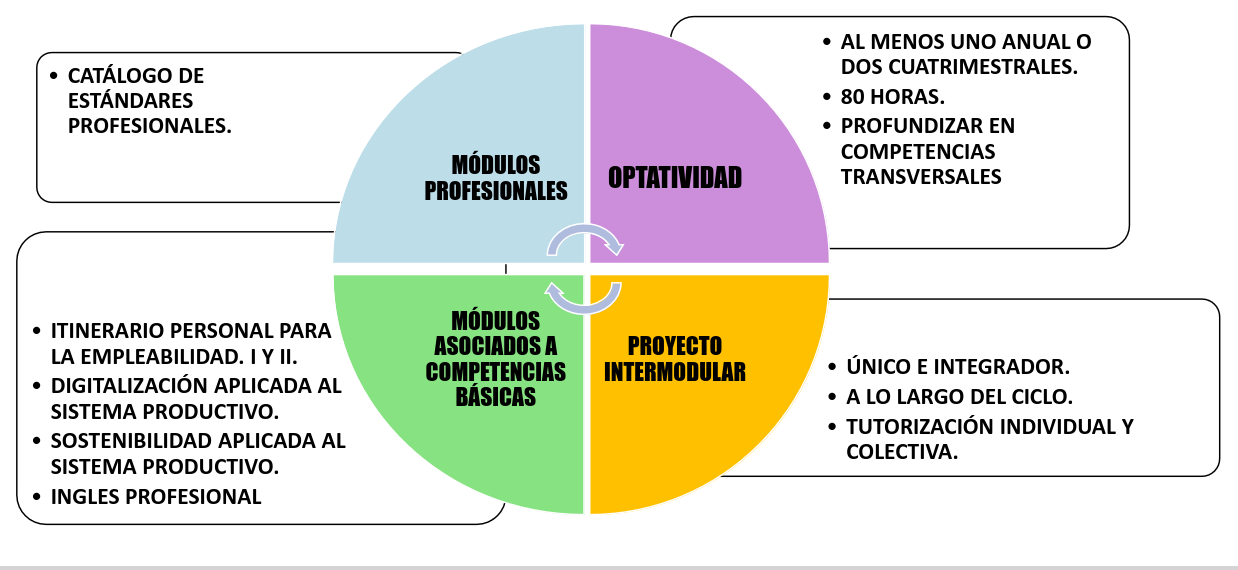 • CATÁLOGO DE
ESTÁNDARES
PROFESIONALES.
MÓDULOS
PROFESIONALES
OPTATIVIDAD
• AL MENOS UNO ANUAL O
DOS CUATRIMESTRALES.
• 80 HORAS.
• PROFUNDIZAR EN
COMPETENCIAS
TRANSVERSALES
• ITINERARIO PERSONAL PARA
LA EMPLEABILIDAD. I Y II.
• DIGITALIZACIÓN APLICADA AL
SISTEMA PRODUCTIVO.
• SOSTENIBILIDAD APLICADA AL
SISTEMA PRODUCTIVO.
• INGLES PROFESIONAL
MÓDULOS
ASOCIADOS A
COMPETENCIAS
BÁSICAS
PROYECTO
INTERMODULAR
• ÚNICO E INTEGRADOR.
• A LO LARGO DEL CICLO.
• TUTORIZACIÓN INDIVIDUAL Y
COLECTIVA.